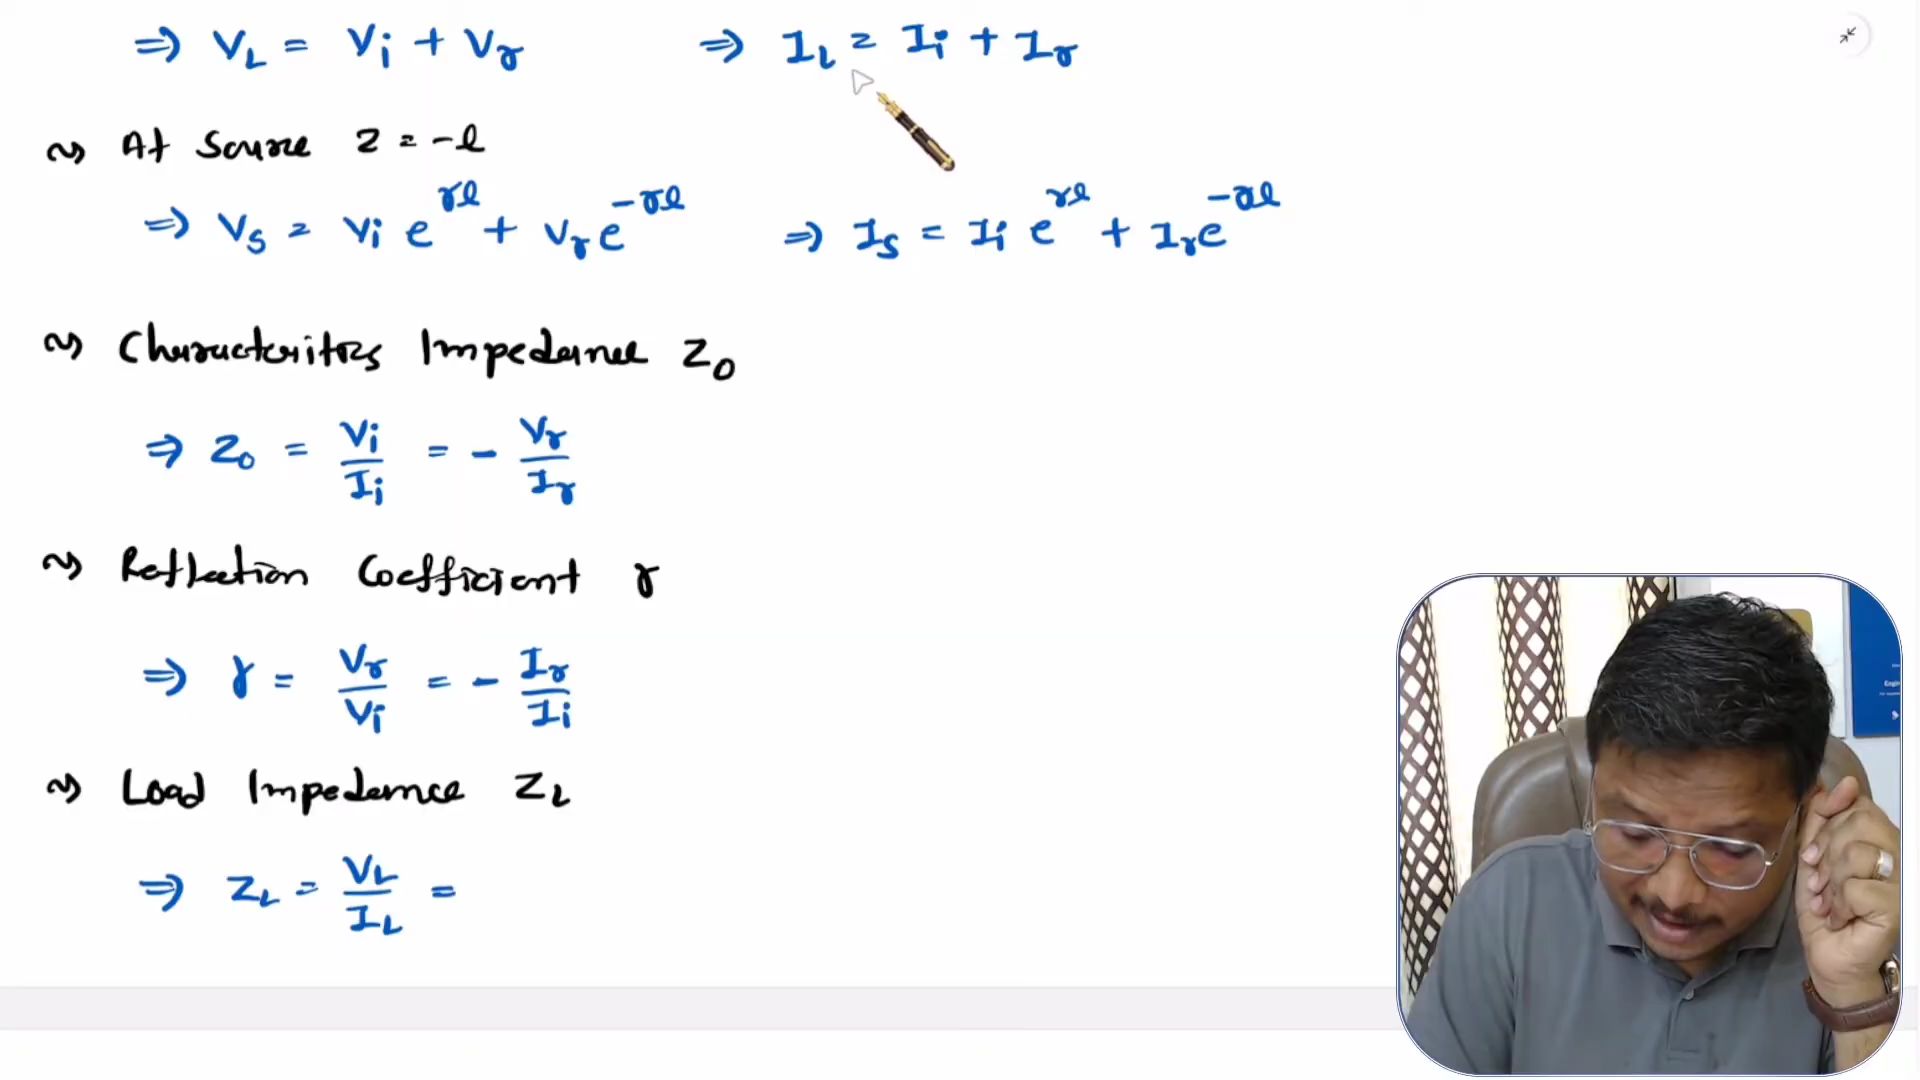 ⇒ V_L = V_i + V_r ⇒ I_L = I_i + I_r
~ At Source z = -l
⇒ V_S = V_i e^{γl} + V_r e^{-γl} ⇒ I_S = I_i e^{γl} + I_r e^{-γl}
~ Charactoritcs Impedance Z_0
⇒ Z_0 = V_i / I_i = - V_r / I_r
~ Reflection Coefficient γ
⇒ γ = V_r / V_i = - I_r / I_i
~ Load Impedance Z_L
⇒ Z_L = V_L / I_L =